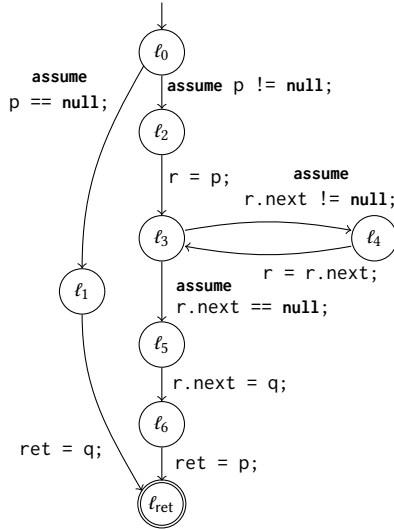 ℓ0
assume
p == null;
assume p != null;
ℓ2
r = p;
assume
r.next != null;
ℓ3
ℓ4
r = r.next;
ℓ1
assume
r.next == null;
ℓ5
r.next = q;
ℓ6
ret = q;
ret = p;
ℓret